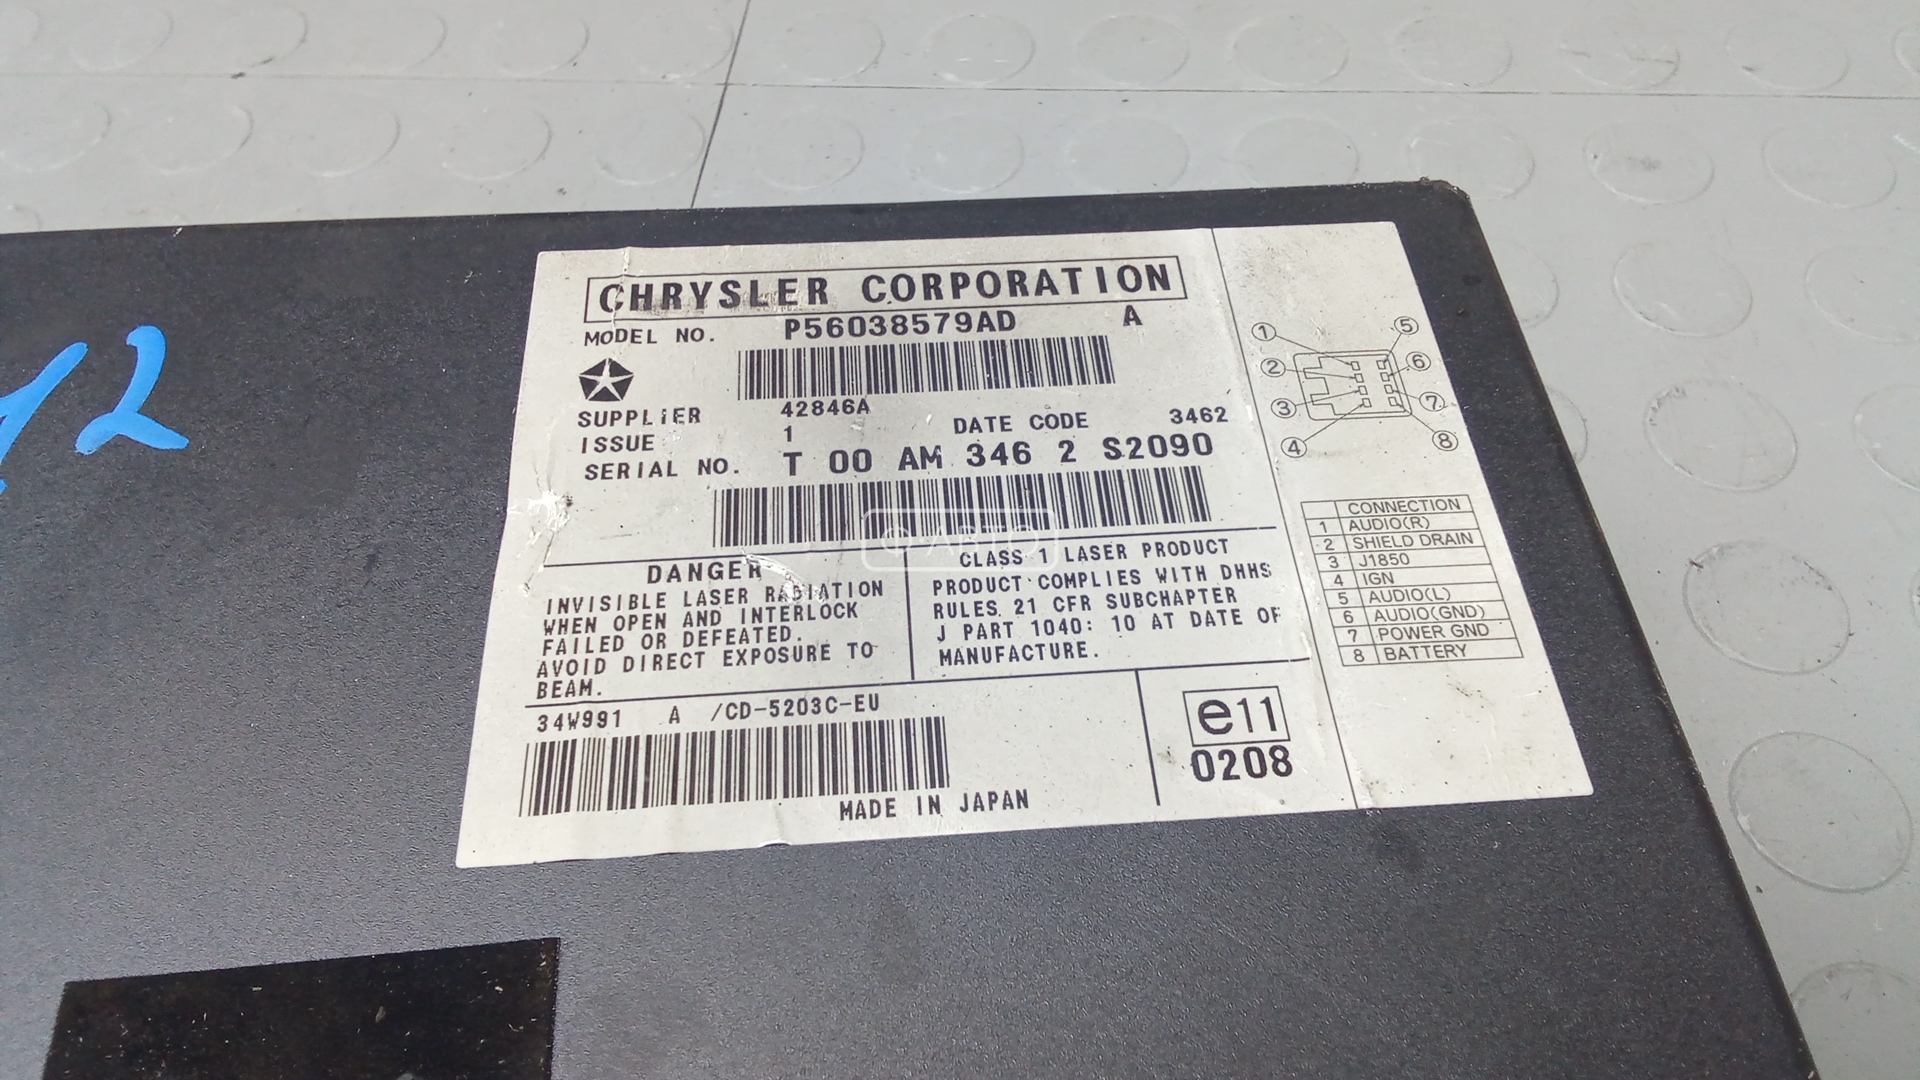 CHRYSLER CORPORATION
MODEL NO. P56038579AD A
SUPPLIER 42846A
ISSUE 1 DATE CODE 3462
SERIAL NO. T 00 AM 346 2 S2090
DANGER
INVISIBLE LASER RADIATION
WHEN OPEN AND INTERLOCK
FAILED OR DEFEATED.
AVOID DIRECT EXPOSURE TO
BEAM.
CLASS 1 LASER PRODUCT
PRODUCT COMPLIES WITH DHHS
RULES 21 CFR SUBCHAPTER
J PART 1040: 10 AT DATE OF
MANUFACTURE.
34W991 A /CD-5203C-EU
MADE IN JAPAN
e11
0208
1 5
2 6
3 7
4 8
CONNECTION
1 AUDIO(R)
2 SHIELD DRAIN
3 J1850
4 IGN
5 AUDIO(L)
6 AUDIO(GND)
7 POWER GND
8 BATTERY
12